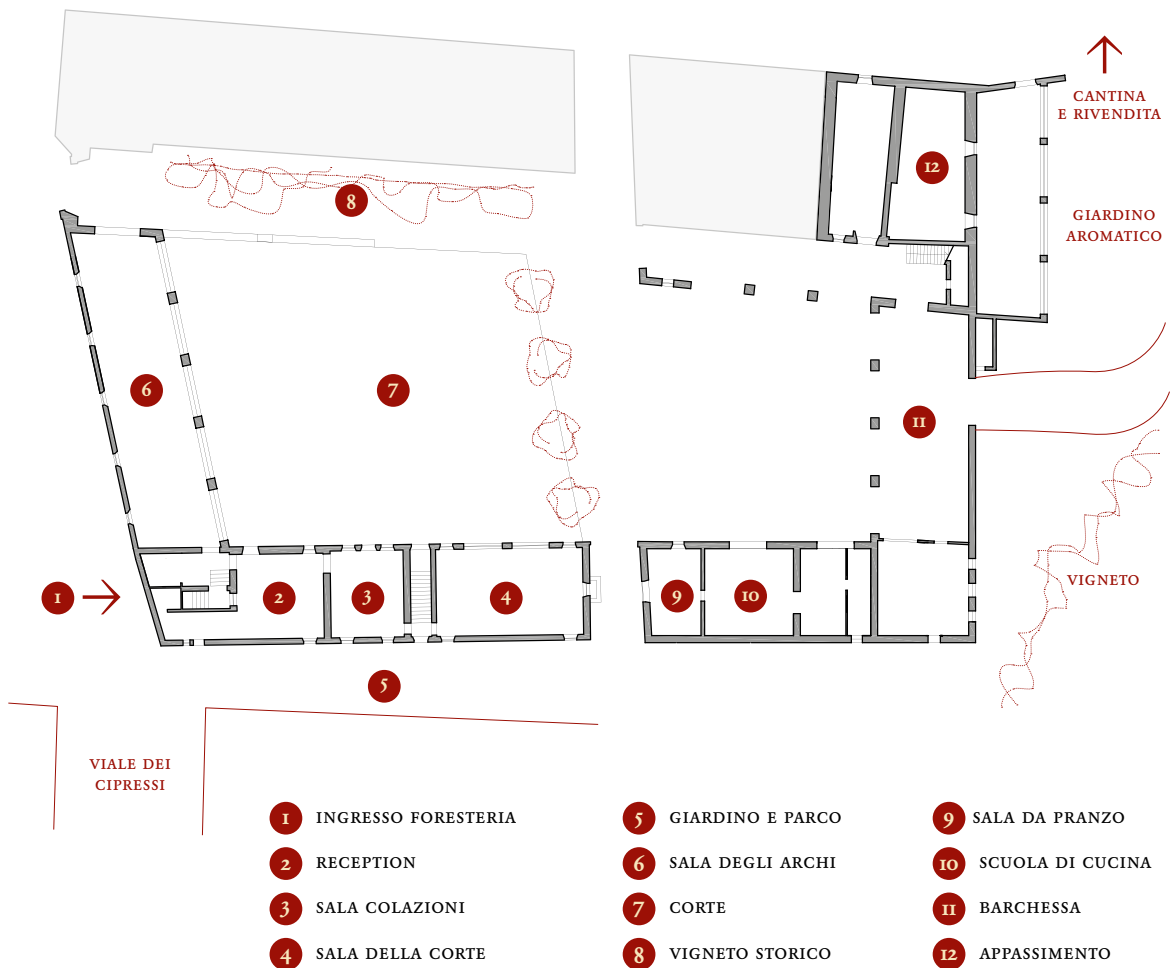 CANTINA
E RIVENDITA
12
8
GIARDINO
AROMATICO
6
7
11
1
2
3
4
9
10
VIGNETO
5
VIALE DEI
CIPRESSI
1 INGRESSO FORESTERIA
2 RECEPTION
3 SALA COLAZIONI
4 SALA DELLA CORTE
5 GIARDINO E PARCO
6 SALA DEGLI ARCHI
7 CORTE
8 VIGNETO STORICO
9 SALA DA PRANZO
10 SCUOLA DI CUCINA
11 BARCHESSA
12 APPASSIMENTO